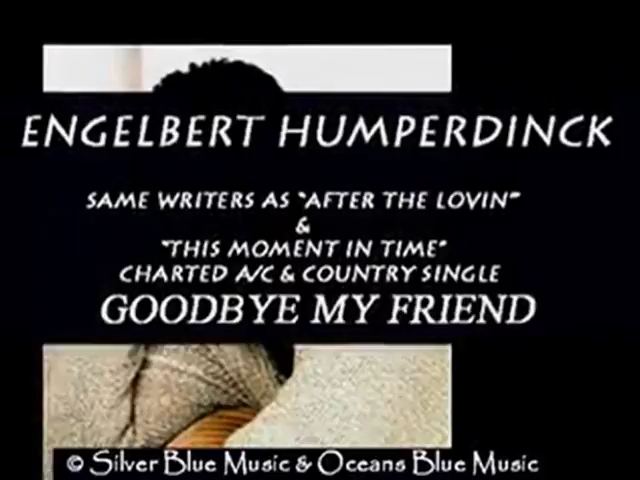 ENGELBERT HUMPERDINCK
SAME WRITERS AS "AFTER THE LOVIN"
&
"THIS MOMENT IN TIME"
CHARTED A/C & COUNTRY SINGLE
GOODBYE MY FRIEND
© Silver Blue Music & Oceans Blue Music